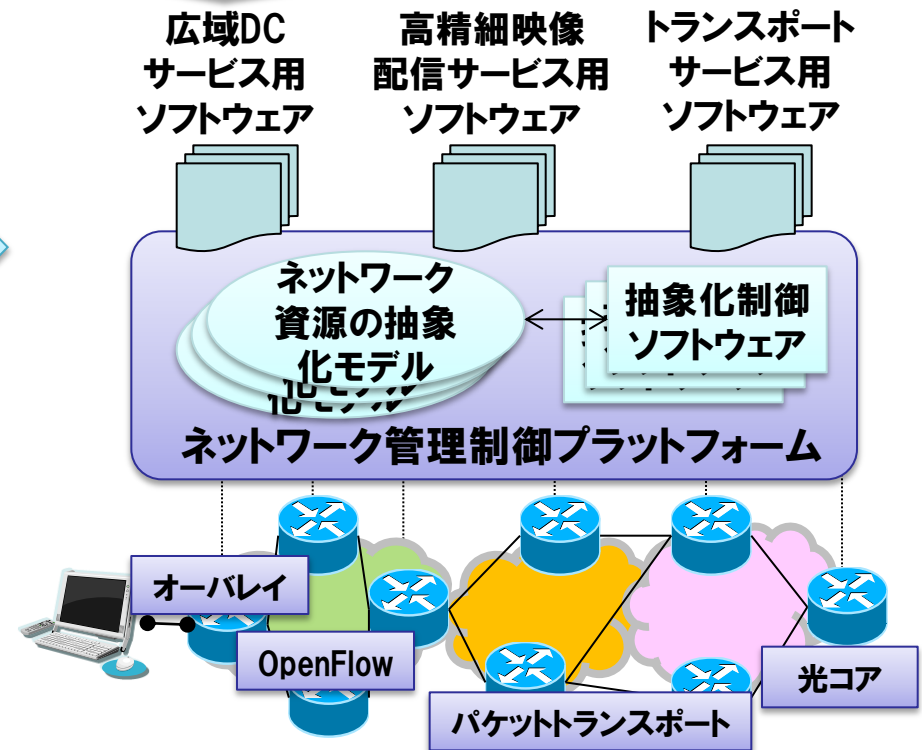 広域DC
サービス用
ソフトウェア
高精細映像
配信サービス用
ソフトウェア
トランスポート
サービス用
ソフトウェア
ネットワーク
資源の抽象
化モデル
化モデル
抽象化制御
ソフトウェア
ネットワーク管理制御プラットフォーム
オーバレイ
OpenFlow
パケットトランスポート
光コア